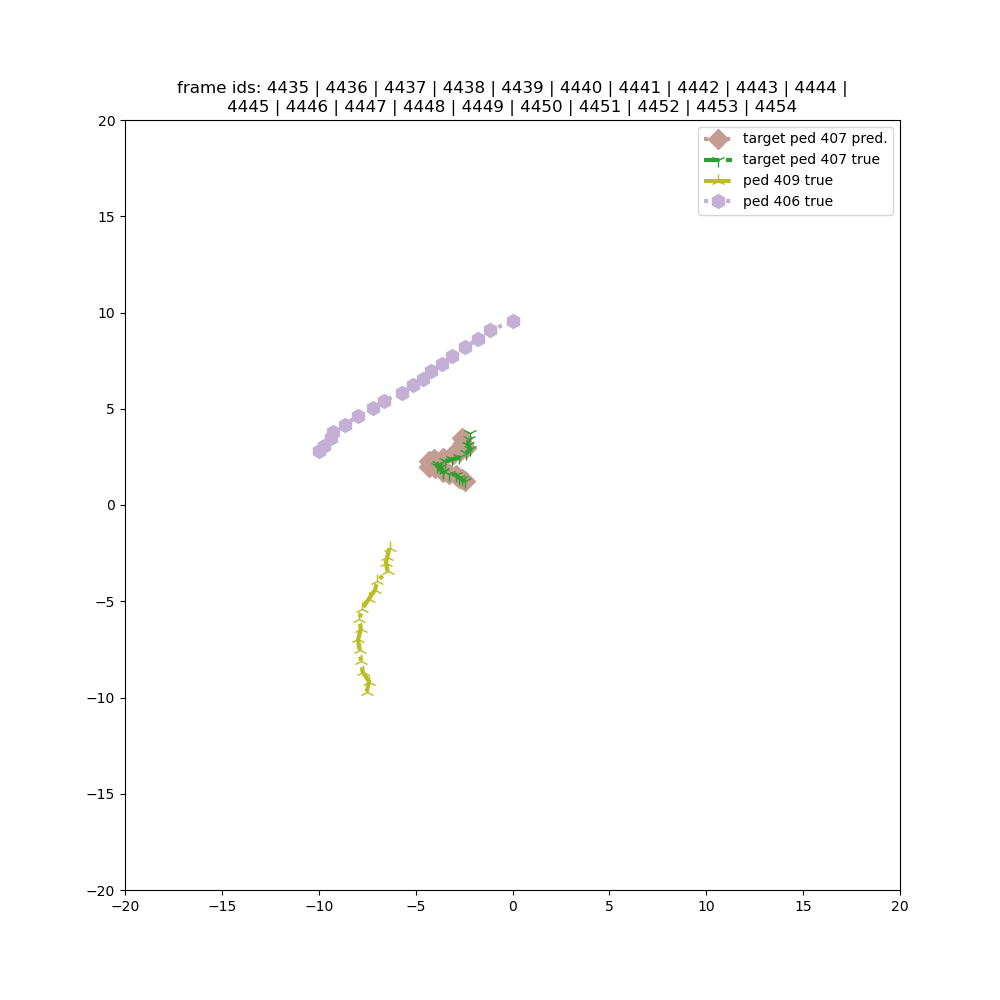 frame ids: 4435 | 4436 | 4437 | 4438 | 4439 | 4440 | 4441 | 4442 | 4443 | 4444 |
4445 | 4446 | 4447 | 4448 | 4449 | 4450 | 4451 | 4452 | 4453 | 4454
target ped 407 pred.
target ped 407 true
ped 409 true
ped 406 true
20
15
10
5
0
−5
−10
−15
−20
−20 −15 −10 −5 0 5 10 15 20